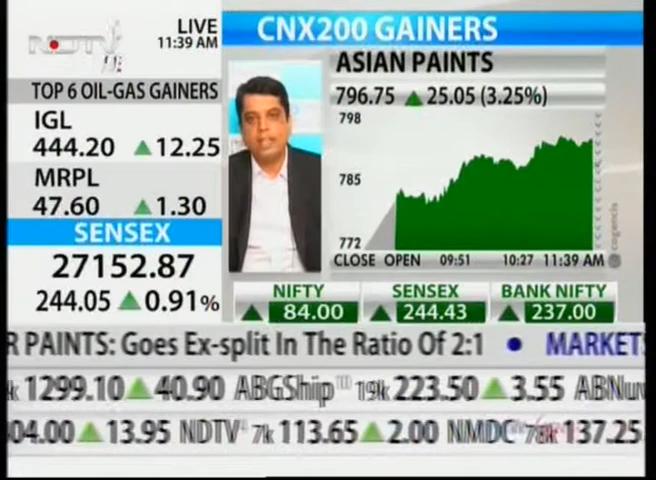 NDTV
LIVE
11:39 AM
TOP 6 OIL-GAS GAINERS
IGL
444.20 ▲ 12.25
MRPL
47.60 ▲ 1.30
SENSEX
27152.87
244.05 ▲ 0.91%
CNX200 GAINERS
ASIAN PAINTS
796.75 ▲ 25.05 (3.25%)
798
785
772
CLOSE OPEN 09:51 10:27 11:39 AM
cogencis
NIFTY
▲ 84.00
SENSEX
▲ 244.43
BANK NIFTY
▲ 237.00
R PAINTS: Goes Ex-split In The Ratio Of 2:1 • MARKETS
k 1299.10 ▲ 40.90 ABGShip 19k 223.50 ▲ 3.55 ABNuv
04.00 ▲ 13.95 NDTV 7k 113.65 ▲ 2.00 NMDC 78k 137.25